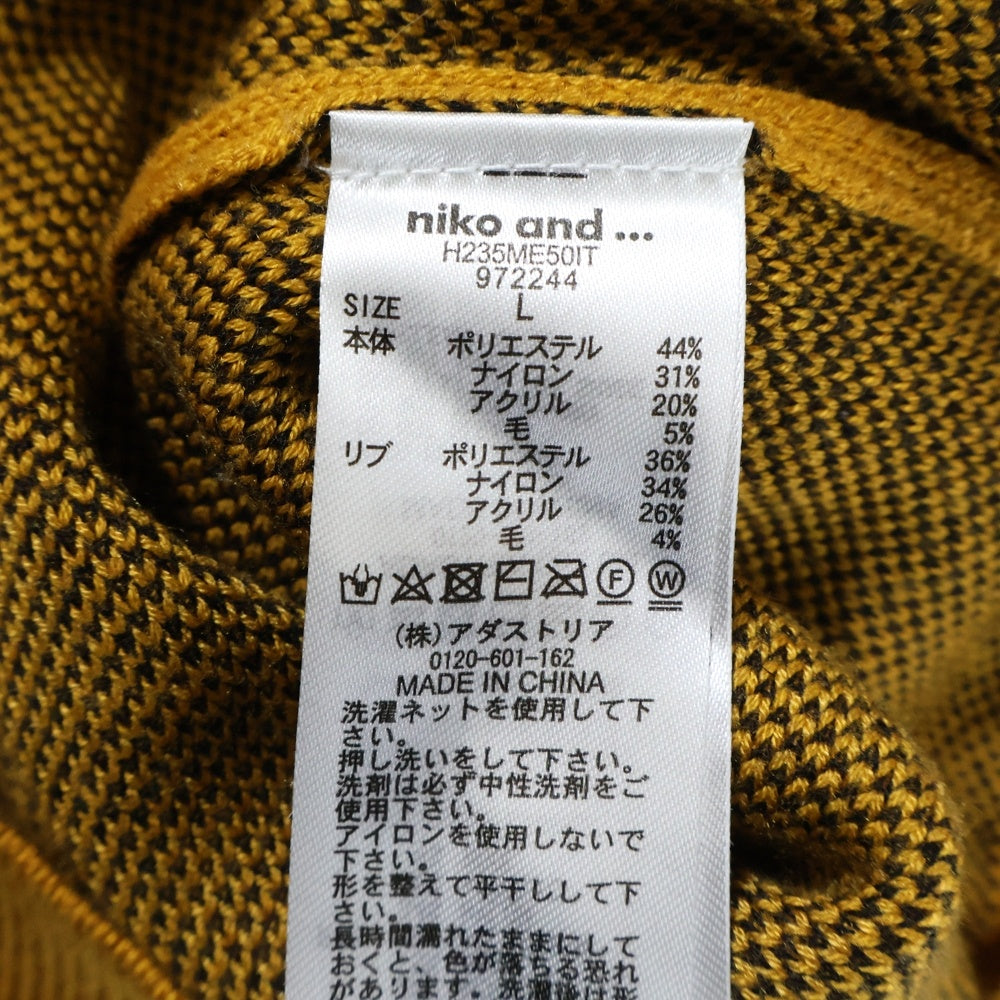 niko and ...
H235ME50IT
972244
SIZE L
本体 ポリエステル 44%
ナイロン 31%
アクリル 20%
毛 5%
リブ ポリエステル 36%
ナイロン 34%
アクリル 26%
毛 4%
F W
(株)アダストリア
0120-601-162
MADE IN CHINA
洗濯ネットを使用して下
さい。
押し洗いをして下さい。
洗剤は必ず中性洗剤をご
使用下さい。
アイロンを使用しないで
下さい。
形を整えて平干しして下
さい。
長時間濡れたままにして
おくと、色が落ちる恐れ
があります。洗濯後は形